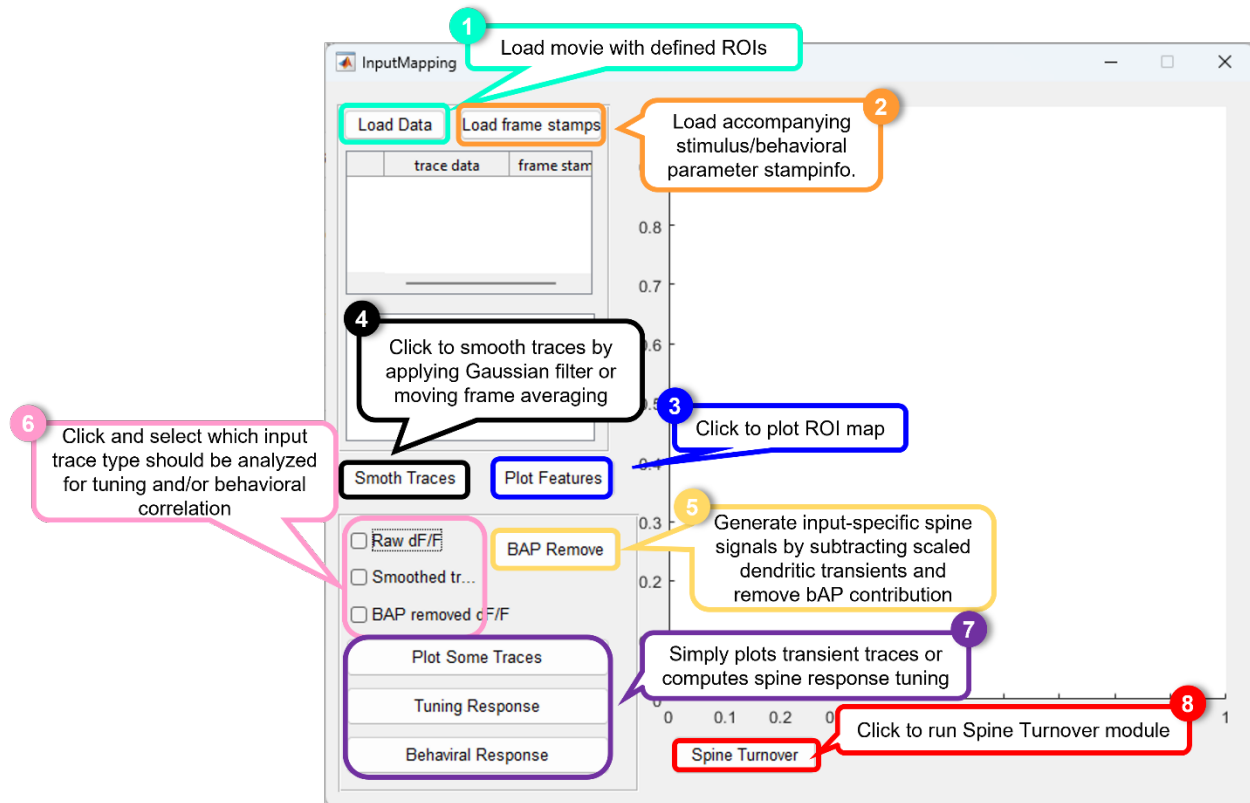 1
Load movie with defined ROIs
InputMapping
Load Data
Load frame stamps
2
Load accompanying
stimulus/behavioral
parameter stampinfo.
trace data
frame stam
0.8
0.7
4
Click to smooth traces by
applying Gaussian filter or
moving frame averaging
0.6
3
Click to plot ROI map
6
Click and select which input
trace type should be analyzed
for tuning and/or behavioral
correlation
0.4
Smoth Traces
Plot Features
0.3
5
Generate input-specific spine
signals by subtracting scaled
dendritic transients and
remove bAP contribution
Raw dF/F
BAP Remove
Smoothed tr...
0.2
BAP removed dF/F
7
Simply plots transient traces or
computes spine response tuning
Plot Some Traces
Tuning Response
0
0
0.1
0.2
1
8
Click to run Spine Turnover module
Behaviral Response
Spine Turnover